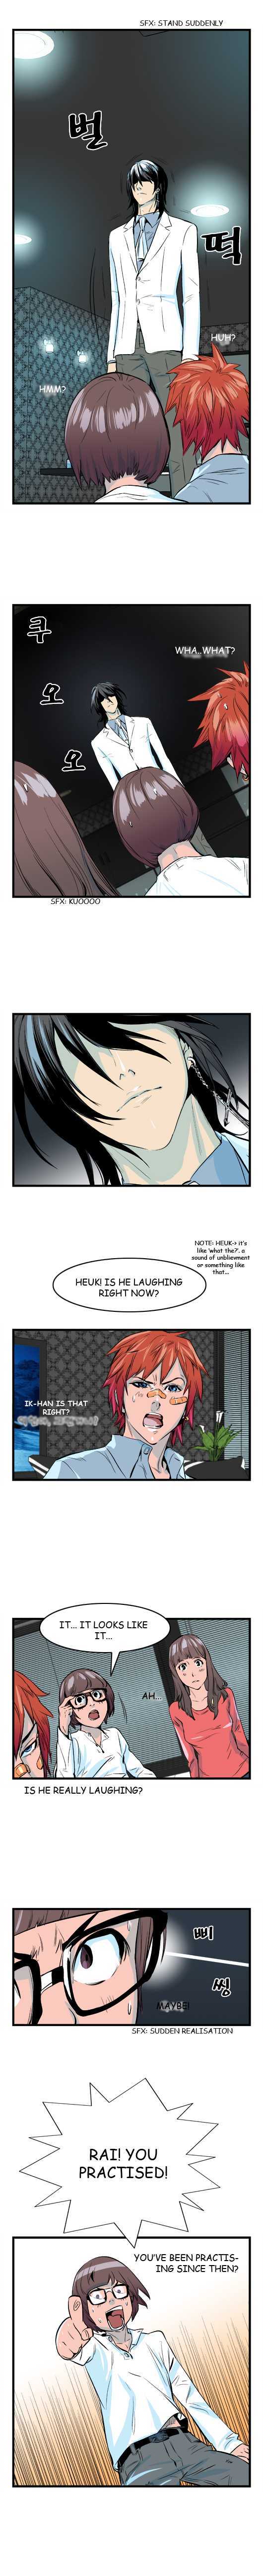 SFX: STAND SUDDENLY
벌
떡
HUH?
HMM?
쿠
WHA..WHAT?
오
오
SFX: KUOOOO
NOTE: HEUK-> it's
like 'what the?'. a
sound of unblievment
or something like
that...
HEUK! IS HE LAUGHING
RIGHT NOW?
IK-HAN IS THAT
RIGHT?
IT... IT LOOKS LIKE
IT...
AH...
IS HE REALLY LAUGHING?
삐
씽
MAYBE!
SFX: SUDDEN REALISATION
RAI! YOU
PRACTISED!
YOU'VE BEEN PRACTIS-
ING SINCE THEN?